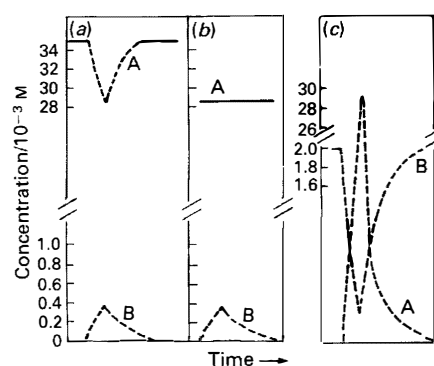 (a)
(b)
(c)
34
32
30
28
A
A
1.0
0.8
0.6
0.4
0.2
0
B
B
30
28
26
2.0
1.8
1.6
B
A
Concentration/10⁻³ M
Time →